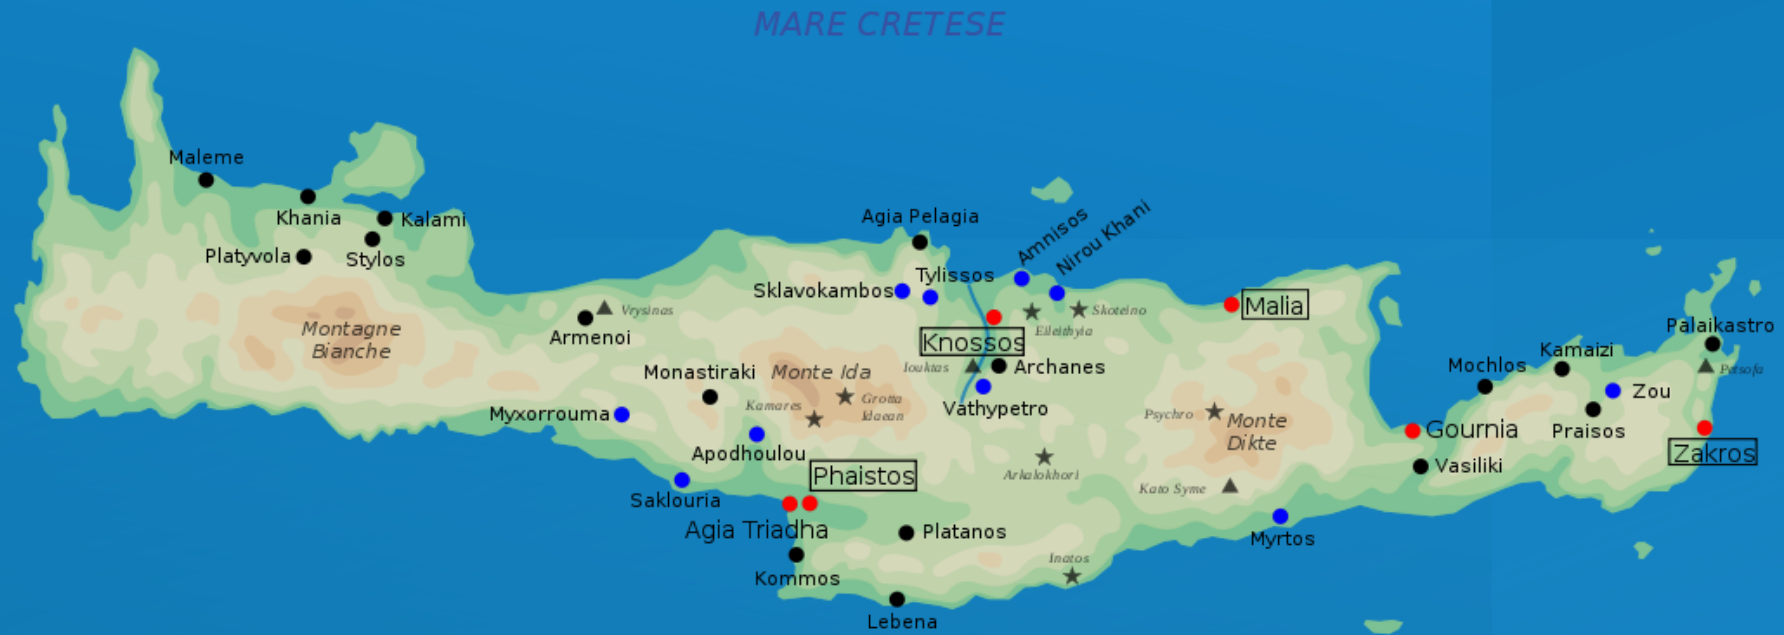 MARE CRETESE
Maleme
Khania
Kalami
Platyvola
Stylos
Montagne
Bianche
Vrysinas
Armenoi
Agia Pelagia
Amnisos
Nirou Khani
Tylissos
Sklavokambos
Skoteino
Eileithyia
Knossos
Malia
Iouktas
Archanes
Vathypetro
Monastiraki
Monte Ida
Kamares
Grotta
Idaean
Myxorrouma
Apodhoulou
Saklouria
Phaistos
Agia Triadha
Kommos
Platanos
Lebena
Inatos
Arkalokhori
Psychro
Monte
Dikte
Kato Syme
Myrtos
Gournia
Vasiliki
Mochlos
Kamaizi
Palaikastro
Petsofa
Zou
Praisos
Zakros